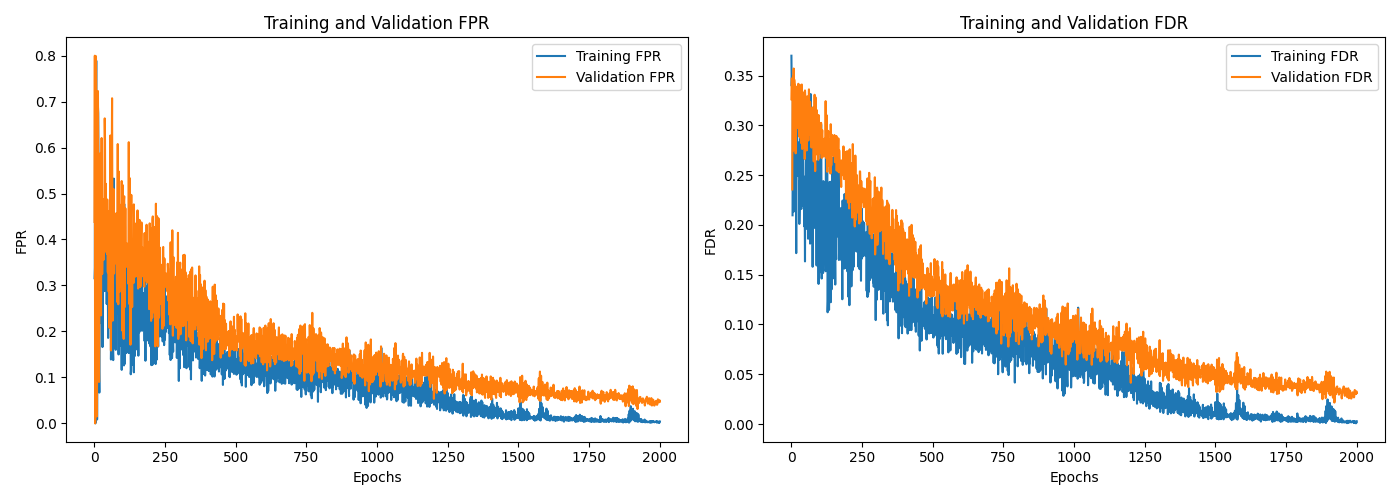 Training and Validation FPR
Training FPR
Validation FPR
FPR
0.8
0.7
0.6
0.5
0.4
0.3
0.2
0.1
0.0
0 250 500 750 1000 1250 1500 1750 2000
Epochs
Training and Validation FDR
Training FDR
Validation FDR
FDR
0.35
0.30
0.25
0.20
0.15
0.10
0.05
0.00
0 250 500 750 1000 1250 1500 1750 2000
Epochs